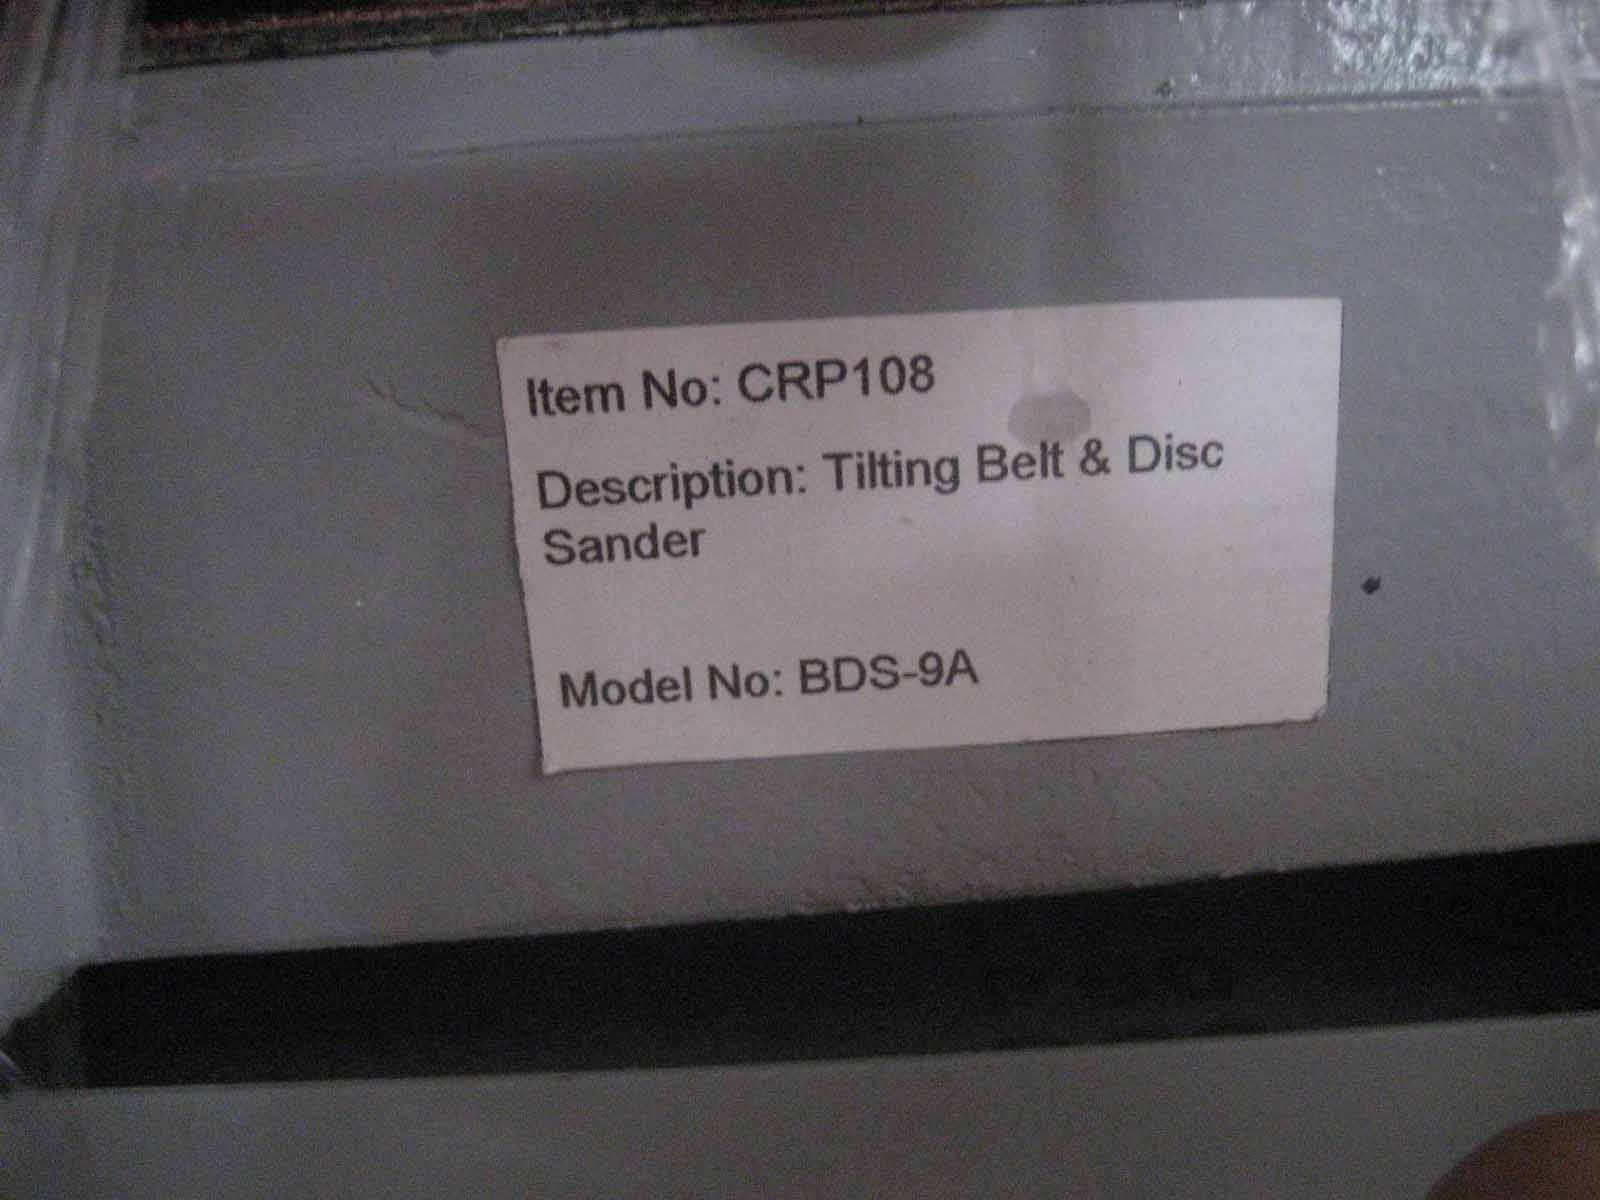 Item No: CRP108
Description: Tilting Belt & Disc
Sander
Model No: BDS-9A